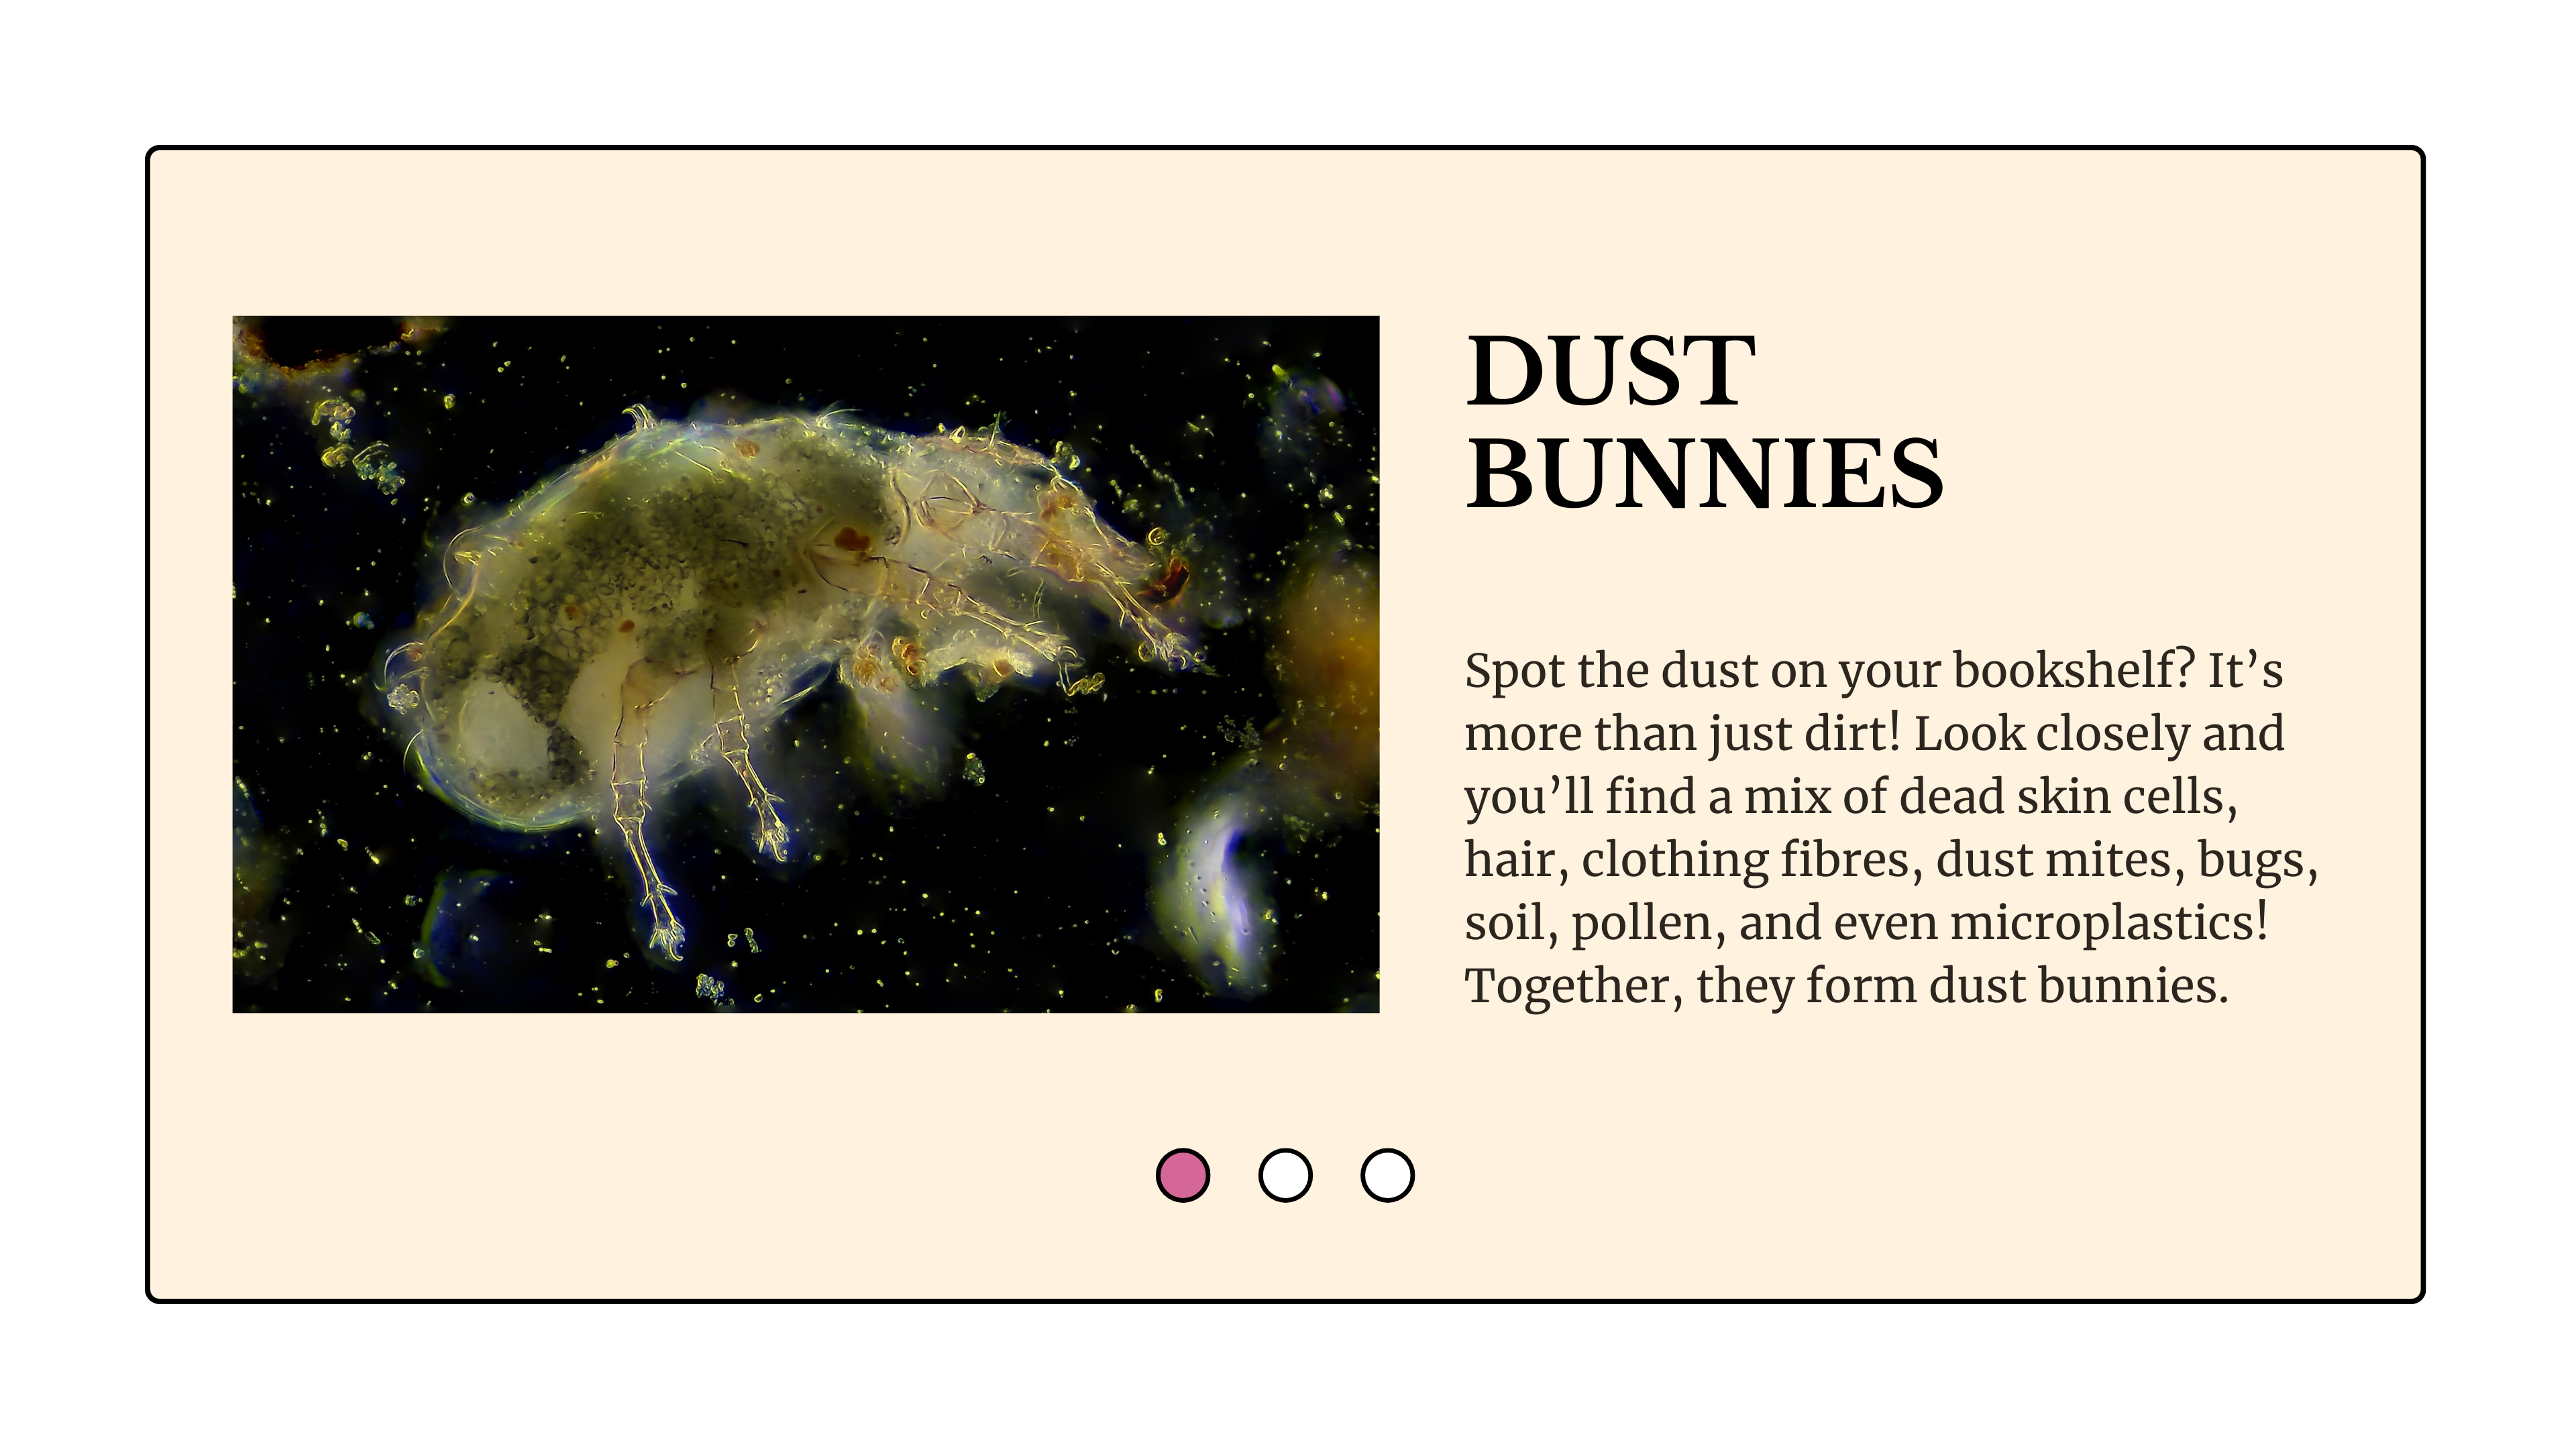 DUST
BUNNIES
Spot the dust on your bookshelf? It’s
more than just dirt! Look closely and
you’ll find a mix of dead skin cells,
hair, clothing fibres, dust mites, bugs,
soil, pollen, and even microplastics!
Together, they form dust bunnies.